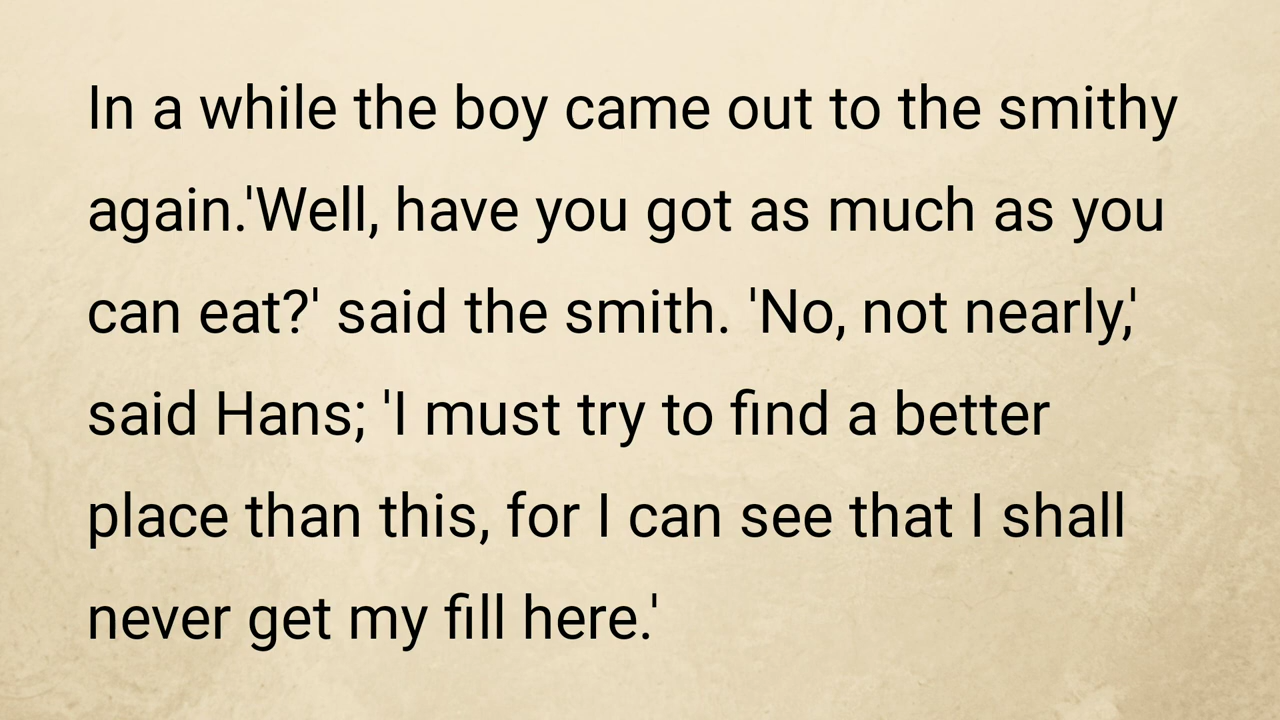 In a while the boy came out to the smithy
again.'Well, have you got as much as you
can eat?' said the smith. 'No, not nearly,'
said Hans; 'I must try to find a better
place than this, for I can see that I shall
never get my fill here.'